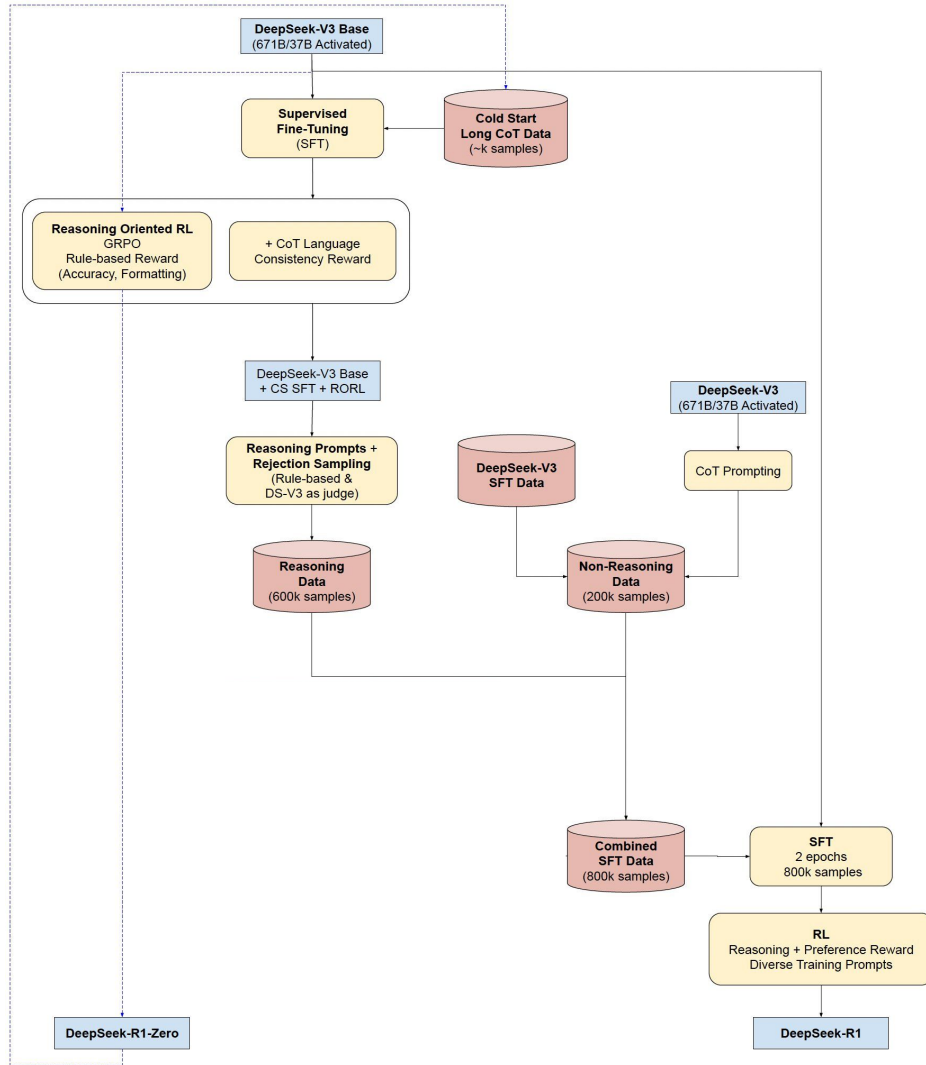 DeepSeek-V3 Base
(671B/37B Activated)
Supervised
Fine-Tuning
(SFT)
Cold Start
Long CoT Data
(~k samples)
Reasoning Oriented RL
GRPO
Rule-based Reward
(Accuracy, Formatting)
+ CoT Language
Consistency Reward
DeepSeek-V3 Base
+ CS SFT + RORL
DeepSeek-V3
(671B/37B Activated)
Reasoning Prompts +
Rejection Sampling
(Rule-based &
DS-V3 as judge)
DeepSeek-V3
SFT Data
CoT Prompting
Reasoning
Data
(600k samples)
Non-Reasoning
Data
(200k samples)
Combined
SFT Data
(800k samples)
SFT
2 epochs
800k samples
RL
Reasoning + Preference Reward
Diverse Training Prompts
DeepSeek-R1-Zero
DeepSeek-R1